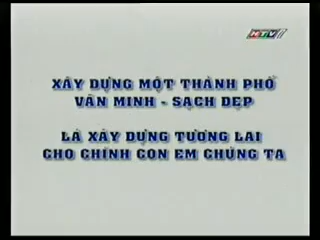 HTV7
XÂY DỰNG MỘT THÀNH PHỐ
VĂN MINH - SẠCH ĐẸP
LÀ XÂY DỰNG TƯƠNG LAI
CHO CHÍNH CON EM CHÚNG TA